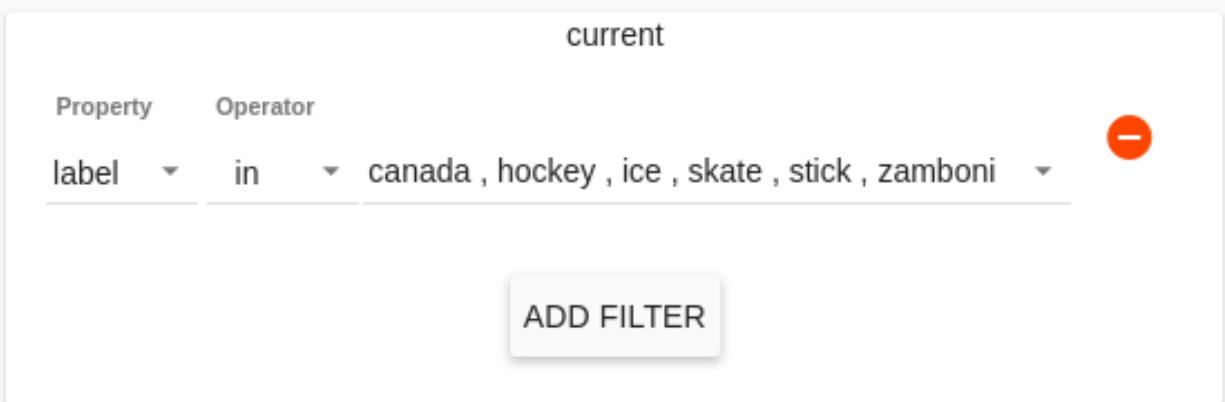 current
Property Operator
label in canada , hockey , ice , skate , stick , zamboni
ADD FILTER